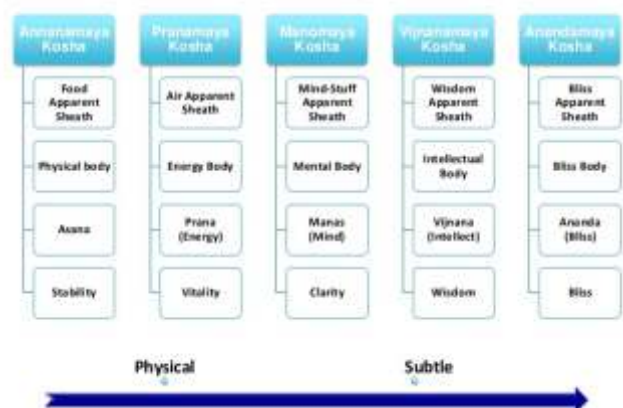 Annanamaya
Kosha
Food
Apparent
Sheath
Physical body
Asana
Stability
Pranamaya
Kosha
Air Apparent
Sheath
Energy Body
Prana
(Energy)
Vitality
Manomaya
Kosha
Mind-Stuff
Apparent
Sheath
Mental Body
Manas
(Mind)
Clarity
Vijnanamaya
Kosha
Wisdom
Apparent
Sheath
Intellectual
Body
Vijnana
(Intellect)
Wisdom
Anandamaya
Kosha
Bliss
Apparent
Sheath
Bliss Body
Ananda
(Bliss)
Bliss
Physical
Subtle